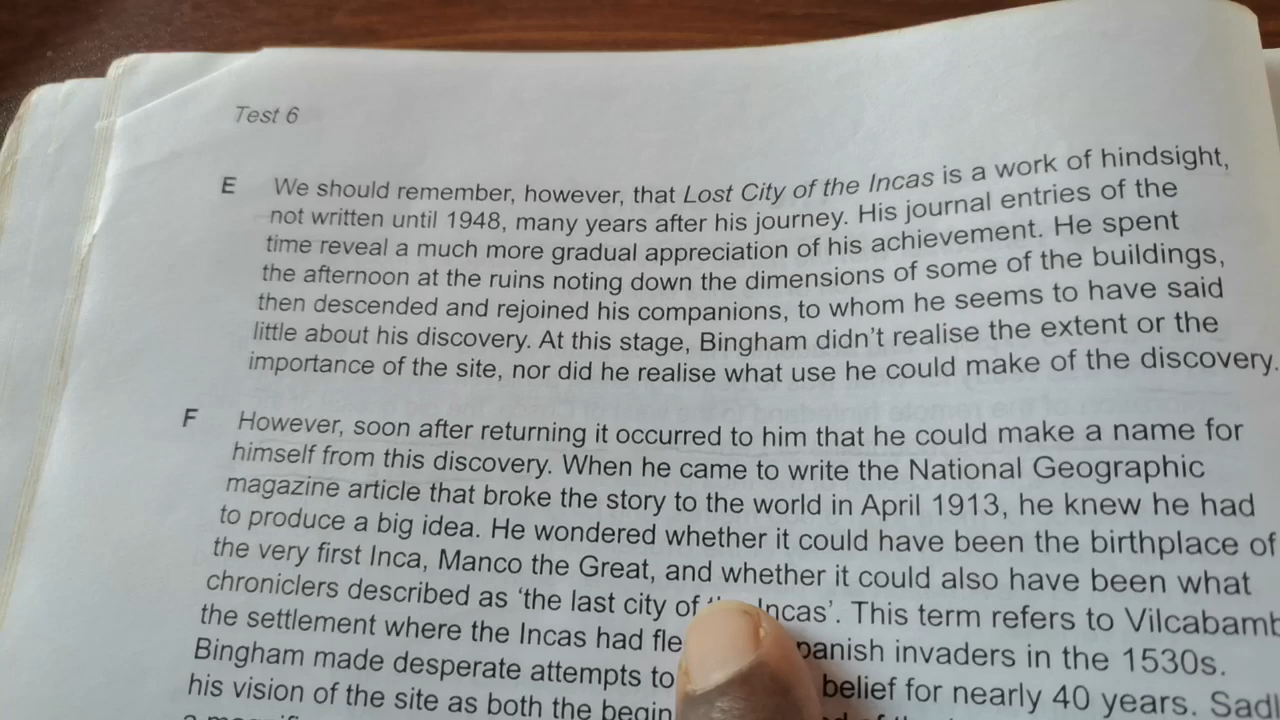 Test 6
E We should remember, however, that Lost City of the Incas is a work of hindsight,
not written until 1948, many years after his journey. His journal entries of the
time reveal a much more gradual appreciation of his achievement. He spent
the afternoon at the ruins noting down the dimensions of some of the buildings,
then descended and rejoined his companions, to whom he seems to have said
little about his discovery. At this stage, Bingham didn't realise the extent or the
importance of the site, nor did he realise what use he could make of the discovery.
F However, soon after returning it occurred to him that he could make a name for
himself from this discovery. When he came to write the National Geographic
magazine article that broke the story to the world in April 1913, he knew he had
to produce a big idea. He wondered whether it could have been the birthplace of
the very first Inca, Manco the Great, and whether it could also have been what
chroniclers described as 'the last city of Incas'. This term refers to Vilcabamb
the settlement where the Incas had fle panish invaders in the 1530s.
Bingham made desperate attempts to belief for nearly 40 years. Sadl
his vision of the site as both the begin